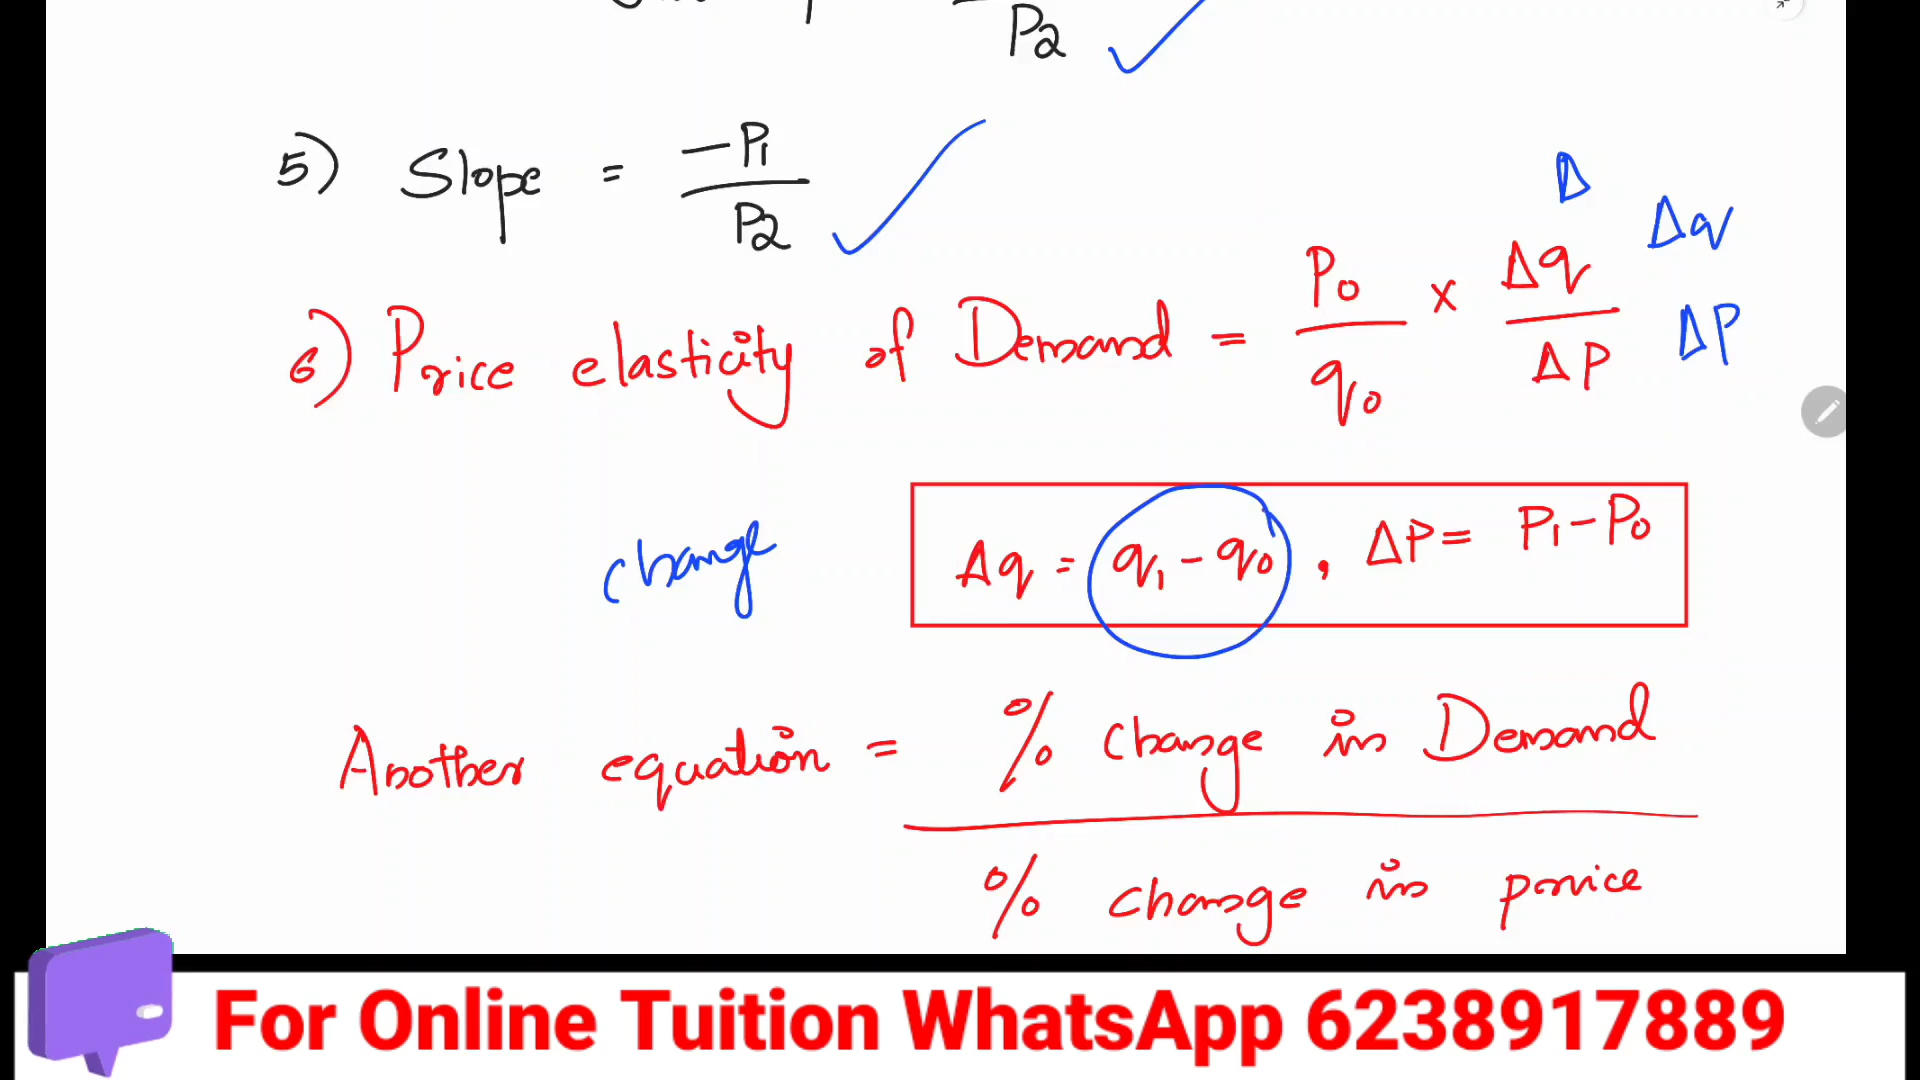 P2
5) Slope = -P1/P2
Δ
Δq
6) Price elasticity of Demand = P0/q0 x Δq/ΔP
ΔP
change
Δq = q1 - q0 , ΔP = P1 - P0
Another equation = % change in Demand
% change in price
For Online Tuition WhatsApp 6238917889